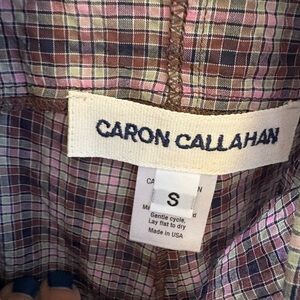 CARON CALLAHAN
S
Gentle cycle,
Lay flat to dry
Made in USA